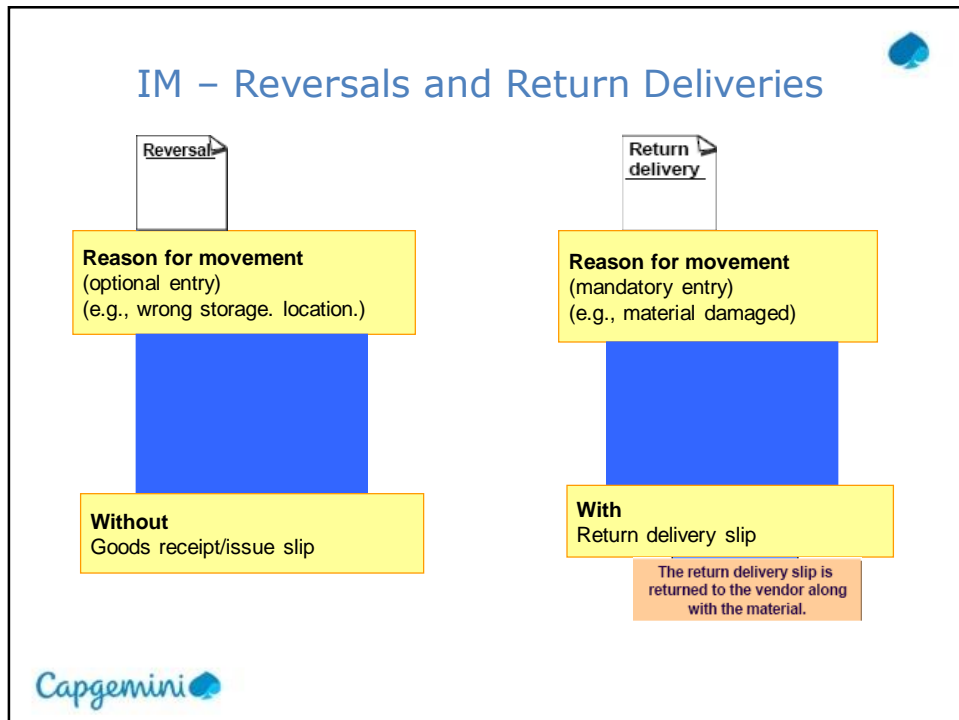 IM – Reversals and Return Deliveries
Reversal
Reason for movement
(optional entry)
(e.g., wrong storage. location.)
Without
Goods receipt/issue slip
Return
delivery
Reason for movement
(mandatory entry)
(e.g., material damaged)
With
Return delivery slip
The return delivery slip is
returned to the vendor along
with the material.
Capgemini